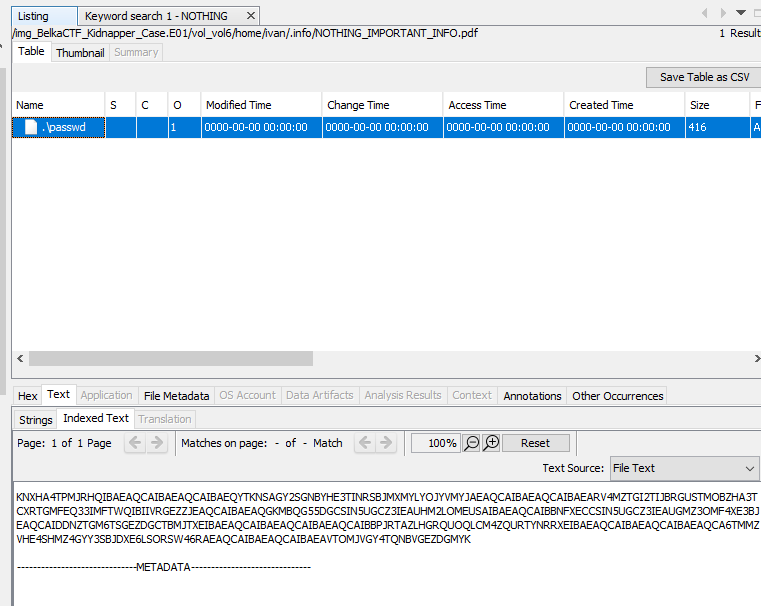 Listing
Keyword search 1 - NOTHING
/img_BelkaCTF_Kidnapper_Case.E01/vol_vol6/home/ivan/.info/NOTHING_IMPORTANT_INFO.pdf
1 Result
Table Thumbnail Summary
Save Table as CSV
Name S C O Modified Time Change Time Access Time Created Time Size F
.\passwd 1 0000-00-00 00:00:00 0000-00-00 00:00:00 0000-00-00 00:00:00 0000-00-00 00:00:00 416 A
Hex Text Application File Metadata OS Account Data Artifacts Analysis Results Context Annotations Other Occurrences
Strings Indexed Text Translation
Page: 1 of 1 Page Matches on page: - of - Match 100% Reset
Text Source: File Text
KNXHA4TPMJRHQIBAEAQCAIBAEAQCAIBAEQYTKNSAGY2SGNBYHE3TINRSBJMXMYLYOJYVMYJAEAQCAIBAEAQCAIBAEARV4MZTGI2TIJBRGUSTMOBZHA3T
CXRTGMFEQ33IMFTWQIBIIVRGEZZJEAQCAIBAEAQGKMBQG55DGCSIN5UGCZ3IEAUHM2LOMEUSAIBAEAQCAIBBNFXECCSIN5UGCZ3IEAUGMZ3OMF4XE3BJ
EAQCAIDDNZTGM6TSGEZDGCTBMJTXEIBAEAQCAIBAEAQCAIBAEAQCAIBBPJRTAZLHGRQUOQLCM4ZQURTYNRRXEIBAEAQCAIBAEAQCAIBAEAQCA6TMMZ
VHE4SHMZ4GYY3SBJDXE6LSORSW46RAEAQCAIBAEAQCAIBAEAVTOMJVGY4TQNBVGEZDGMYK
------------------------------METADATA------------------------------